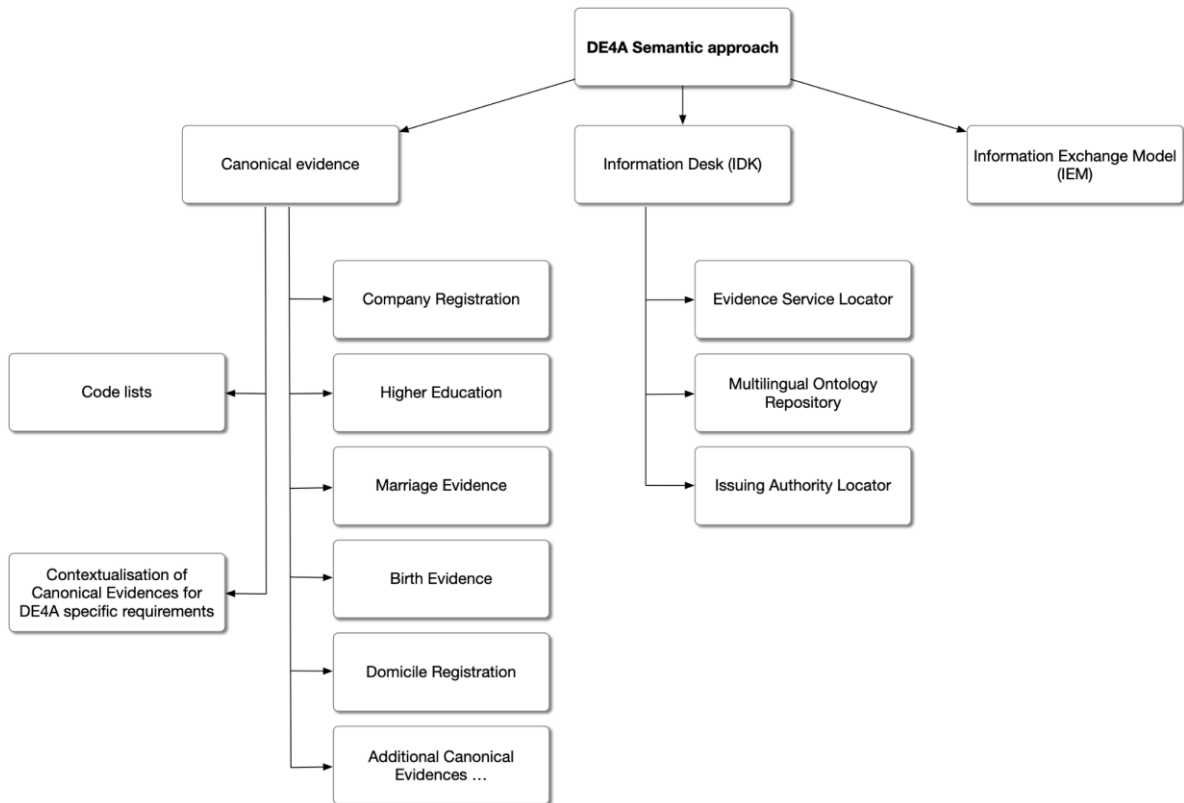 DE4A Semantic approach
Canonical evidence
Information Desk (IDK)
Information Exchange Model
(IEM)
Company Registration
Evidence Service Locator
Code lists
Higher Education
Multilingual Ontology
Repository
Marriage Evidence
Issuing Authority Locator
Contextualisation of
Canonical Evidences for
DE4A specific requirements
Birth Evidence
Domicile Registration
Additional Canonical
Evidences ...